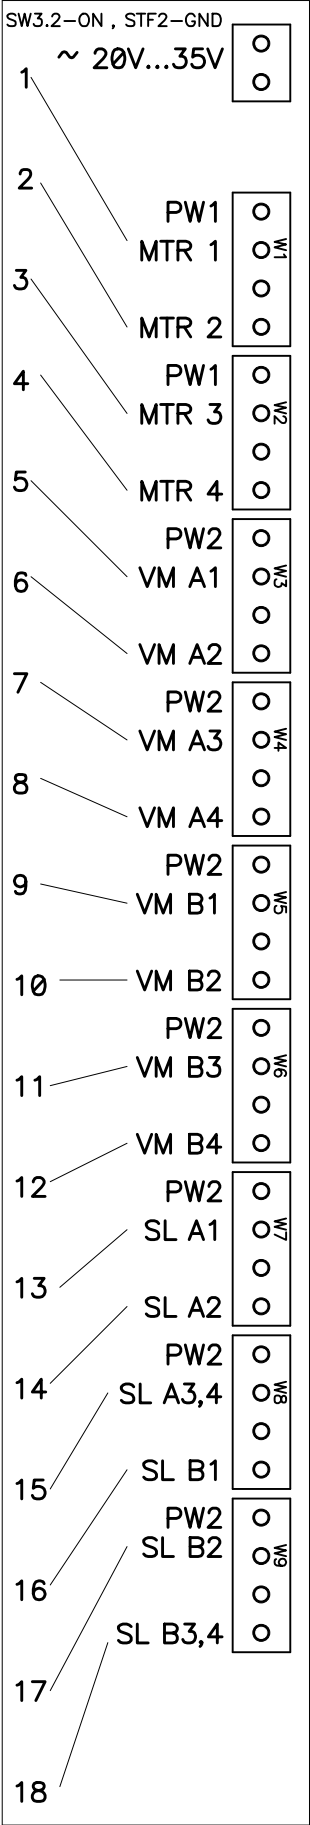 SW3.2-ON , STF2-GND
~ 20V...35V
1
2
PW1
W1
MTR 1
3
MTR 2
PW1
4
MTR 3
W2
5
MTR 4
PW2
VM A1
W3
6
VM A2
7
PW2
VM A3
W4
8
VM A4
PW2
9
VM B1
W5
10
VM B2
PW2
VM B3
W6
11
VM B4
12
PW2
SL A1
W7
13
SL A2
PW2
14
SL A3,4
W8
15
SL B1
PW2
SL B2
W9
16
SL B3,4
17
18